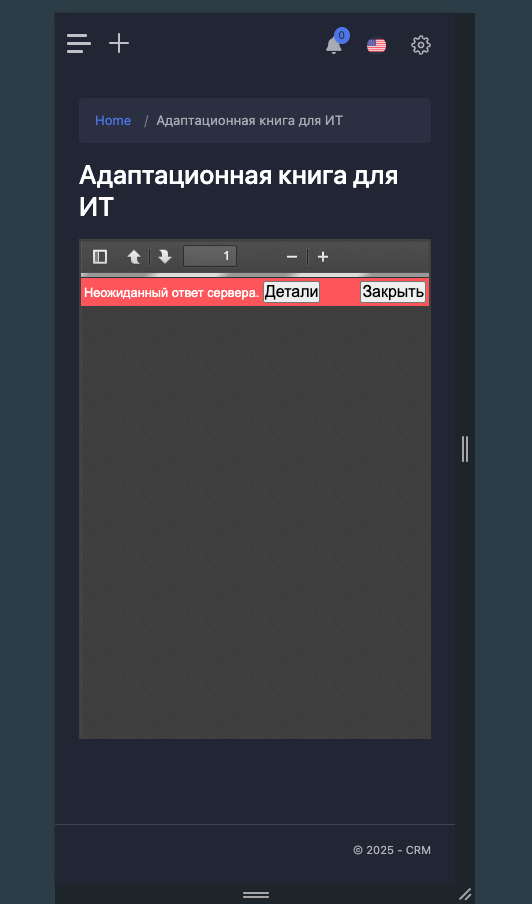 0
Home / Адаптационная книга для ИТ
Адаптационная книга для
ИТ
1
Неожиданный ответ сервера. Детали Закрыть
© 2025 - CRM